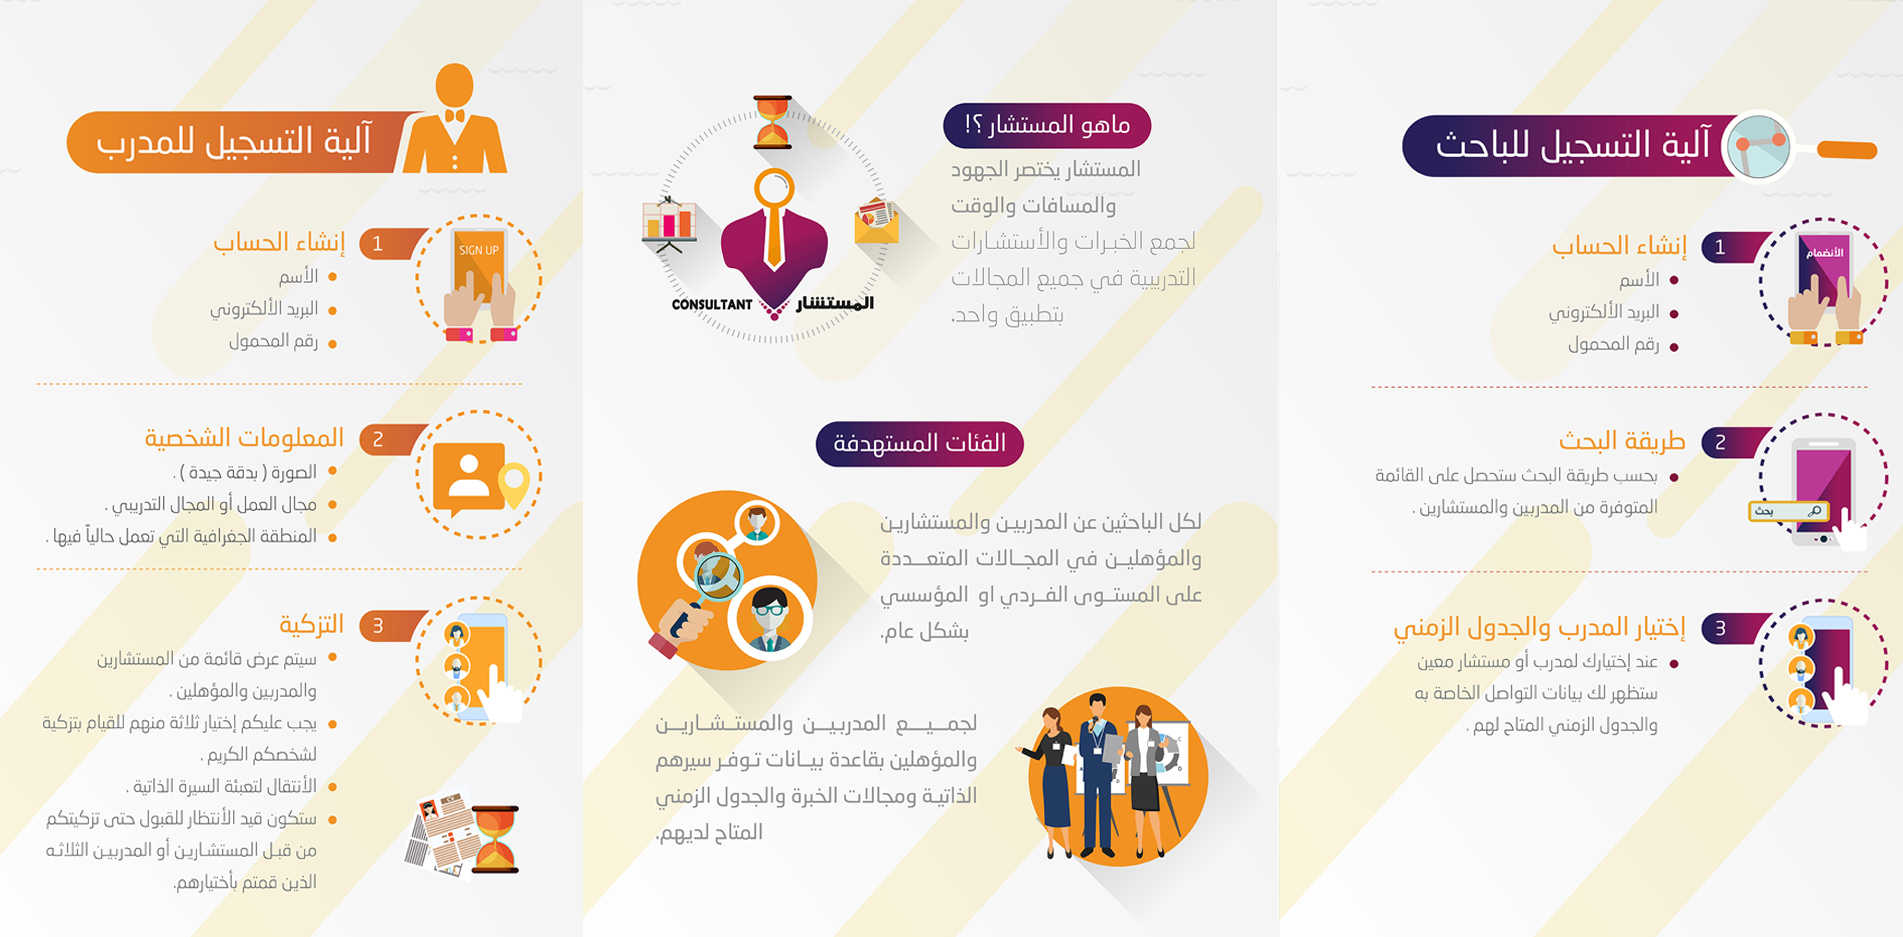 آلية التسجيل للباحث
1
إنشاء الحساب
الأنضمام
الأسم
البريد الألكتروني
رقم المحمول
2
طريقة البحث
بحسب طريقة البحث ستحصل على القائمة
المتوفرة من المدربين والمستشارين .
بحث
3
إختيار المدرب والجدول الزمني
عند إختيارك لمدرب أو مستشار معين
ستظهر لك بيانات التواصل الخاصة به
والجدول الزمني المتاح لهم .
ماهو المستشار ؟!
المستشار يختصر الجهود
والمسافات والوقت
لجمع الخبرات والأستشارات
التدريبية في جميع المجالات
بتطبيق واحد.
المستشار
CONSULTANT
الفئات المستهدفة
لكل الباحثين عن المدربين والمستشارين
والمؤهلين في المجالات المتعددة
على المستوى الفردي او المؤسسي
بشكل عام.
لجميع المدربين والمستشارين
والمؤهلين بقاعدة بيانات توفر سيرهم
الذاتية ومجالات الخبرة والجدول الزمني
المتاح لديهم.
آلية التسجيل للمدرب
1
إنشاء الحساب
SIGN UP
الأسم
البريد الألكتروني
رقم المحمول
2
المعلومات الشخصية
الصورة ( بدقة جيدة ) .
مجال العمل أو المجال التدريبي .
المنطقة الجغرافية التي تعمل حالياً فيها .
3
التزكية
سيتم عرض قائمة من المستشارين
والمدربين والمؤهلين .
يجب عليكم إختيار ثلاثة منهم للقيام بتزكية
لشخصكم الكريم .
الأنتقال لتعبئة السيرة الذاتية .
ستكون قيد الأنتظار للقبول حتى تزكيتكم
من قبل المستشارين أو المدربين الثلاثه
الذين قمتم بأختيارهم.